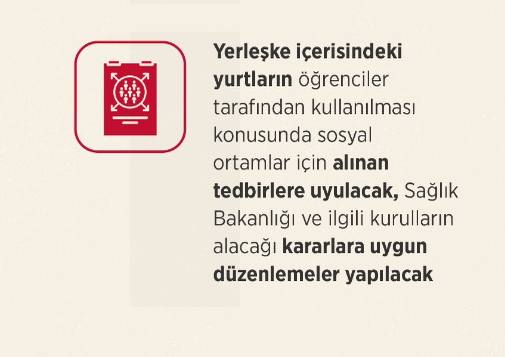 Yerleşke içerisindeki
yurtların öğrenciler
tarafından kullanılması
konusunda sosyal
ortamlar için alınan
tedbirlere uyulacak, Sağlık
Bakanlığı ve ilgili kurulların
alacağı kararlara uygun
düzenlemeler yapılacak